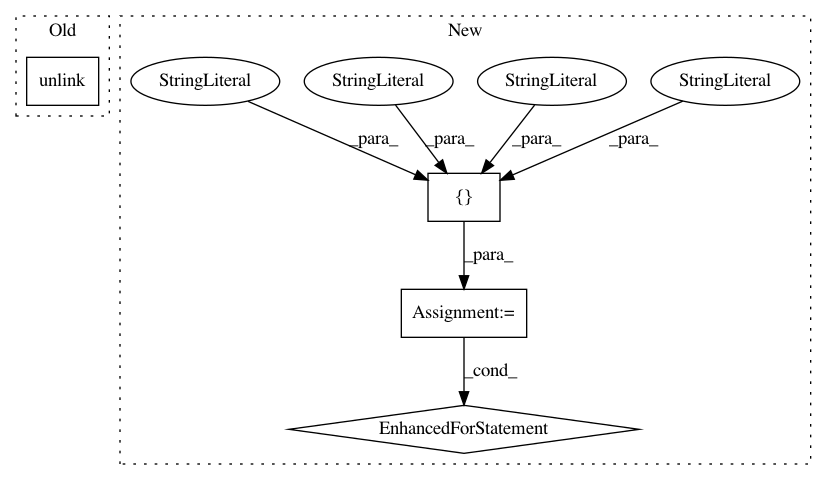 Old
New
unlink
StringLiteral
StringLiteral
StringLiteral
StringLiteral
_para_
_para_
_para_
_para_
{}
_para_
Assignment:=
_cond_
EnhancedForStatement